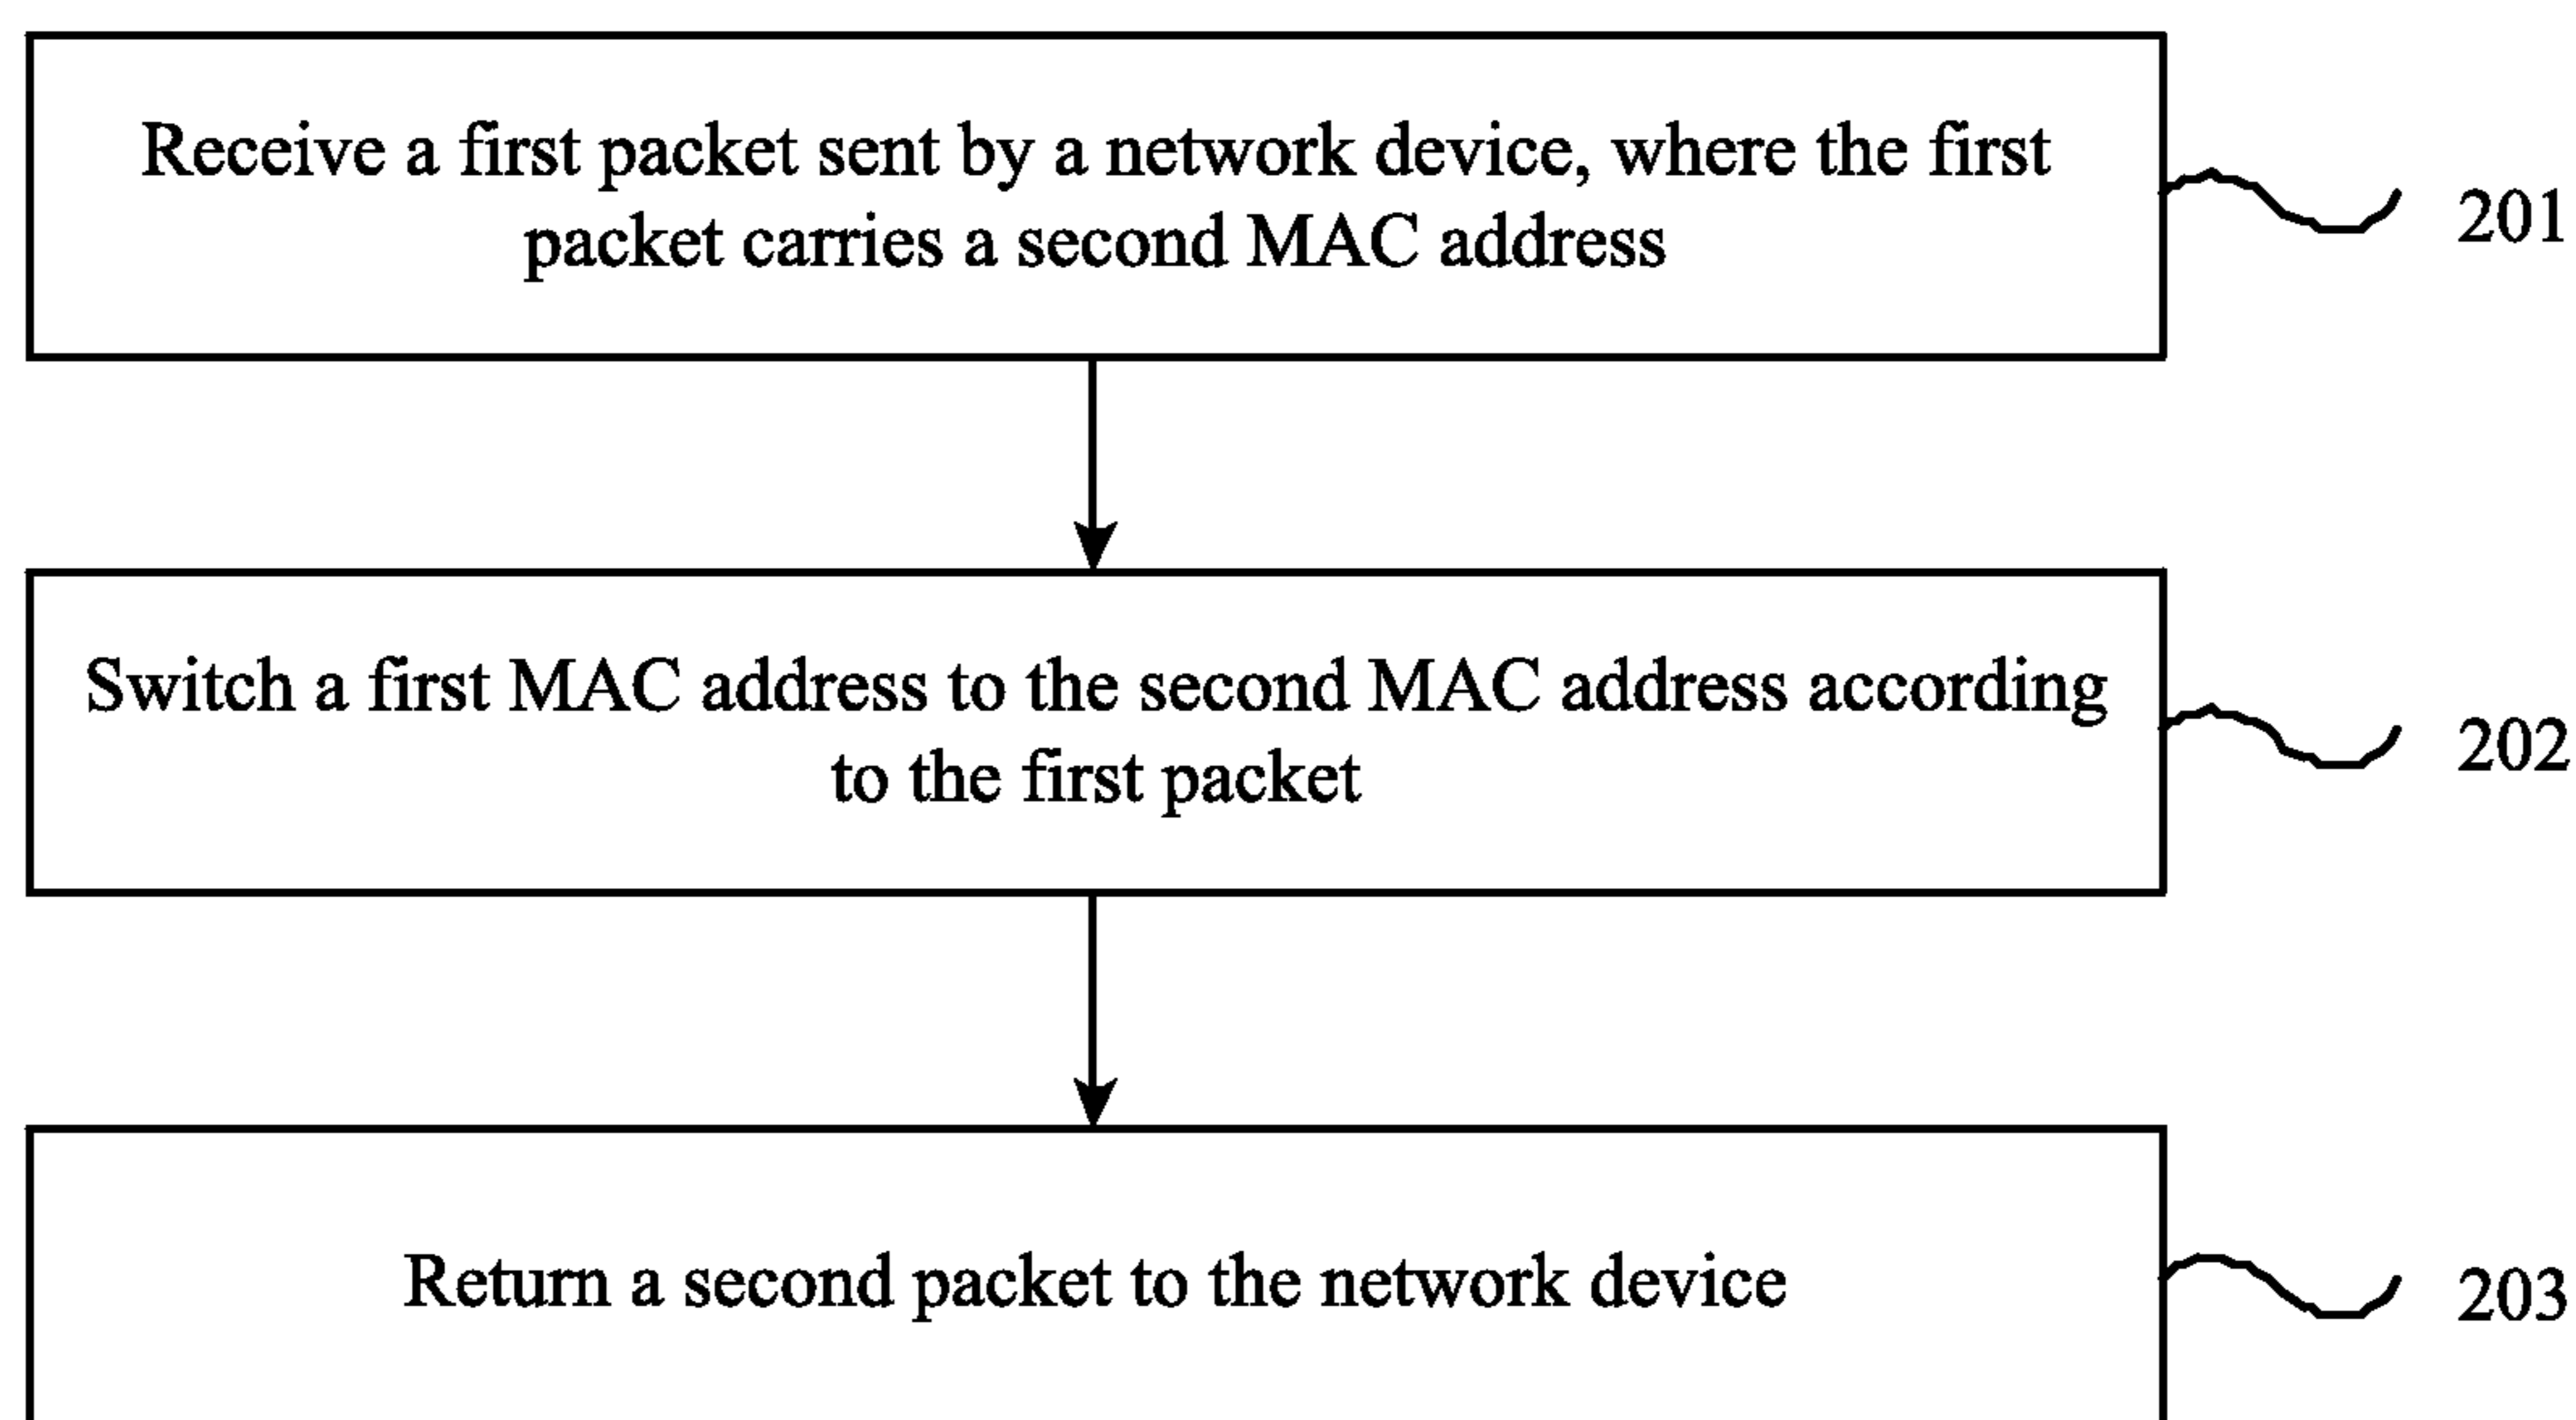 Receive a first packet sent by a network device, where the first
packet carries a second MAC address
201
Switch a first MAC address to the second MAC address according
to the first packet
202
Return a second packet to the network device
203